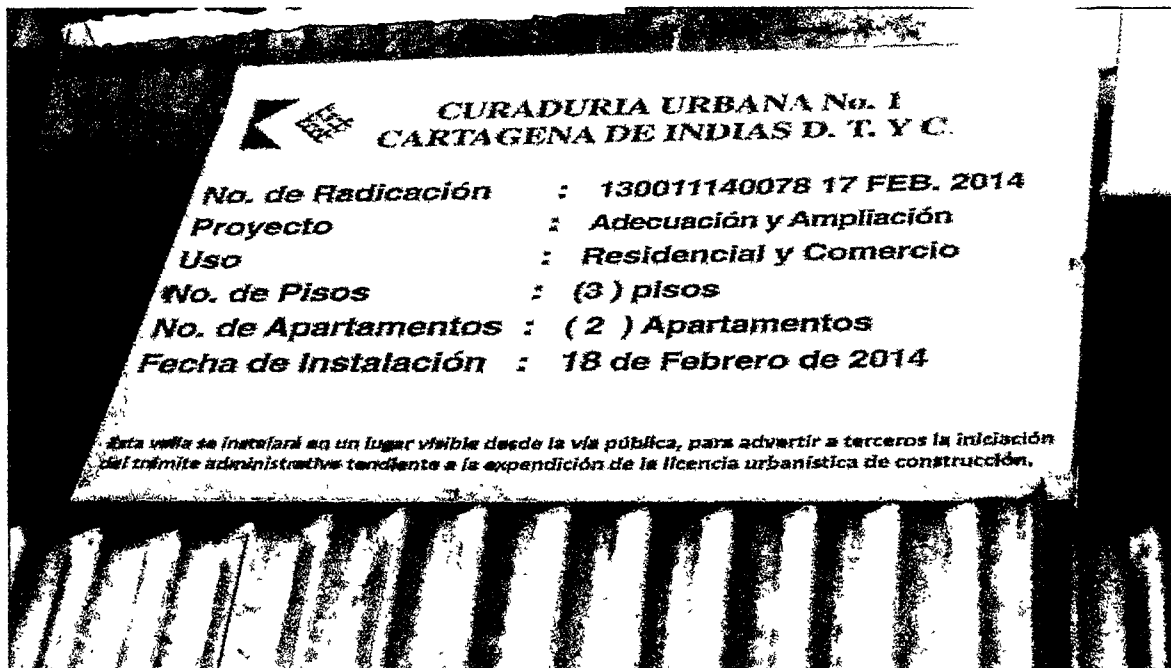 CURADURIA URBANA No. 1
CARTAGENA DE INDIAS D. T. Y C.
No. de Radicación : 130011140078 17 FEB. 2014
Proyecto : Adecuación y Ampliación
Uso : Residencial y Comercio
No. de Pisos : (3 ) pisos
No. de Apartamentos : ( 2 ) Apartamentos
Fecha de Instalación : 18 de Febrero de 2014
Esta valla se instalará en un lugar visible desde la vía pública, para advertir a terceros la iniciación
del trámite administrativo tendiente a la expendición de la licencia urbanística de construcción.